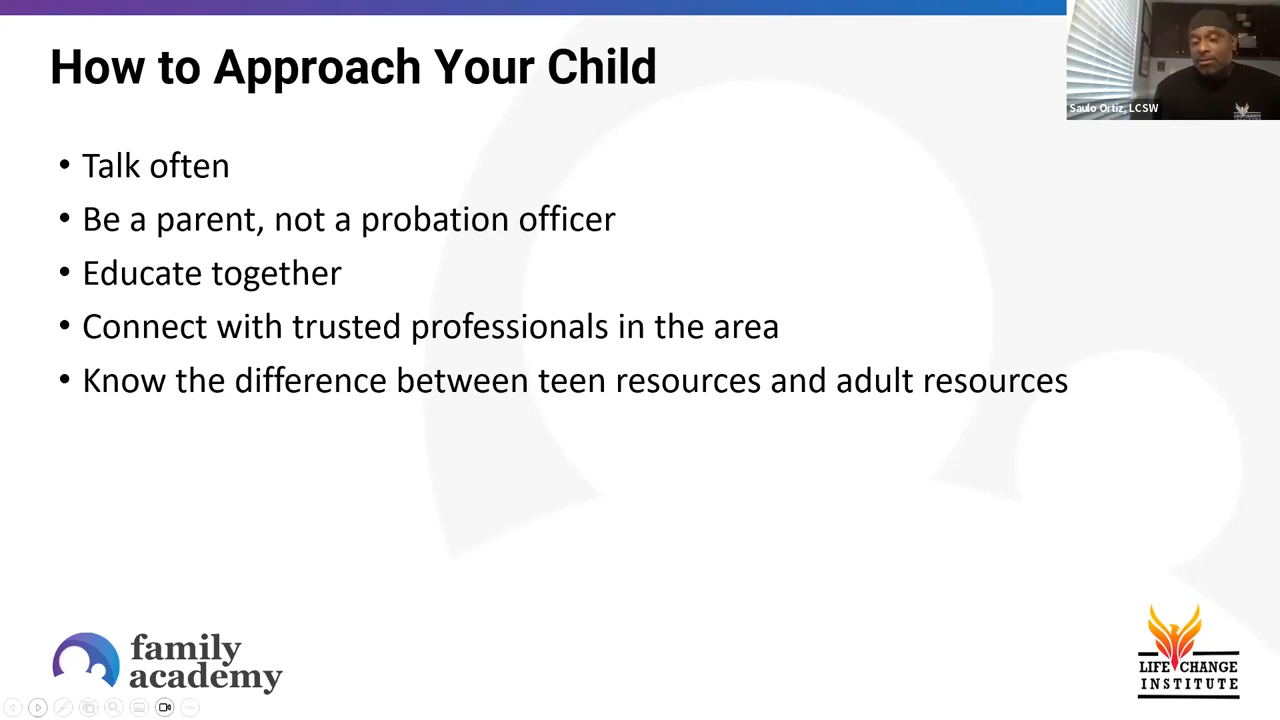 How to Approach Your Child
Saulo Ortiz, LCSW
• Talk often
• Be a parent, not a probation officer
• Educate together
• Connect with trusted professionals in the area
• Know the difference between teen resources and adult resources
family
academy
LIFE CHANGE
INSTITUTE